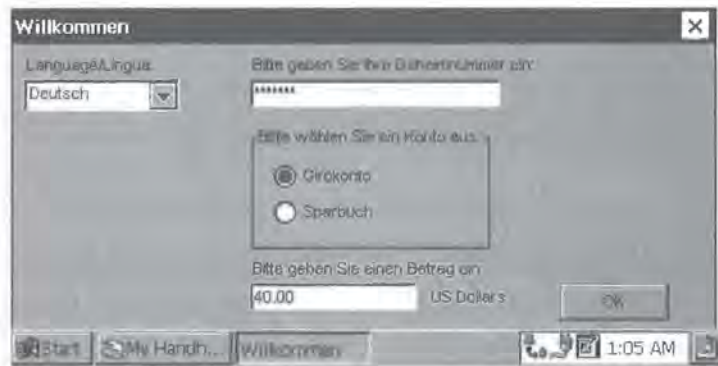 Willkommen
Language/Lingua:
Deutsch
Bitte geben Sie Ihre Geheimnummer ein:
*******
Bitte wählen Sie ein Konto aus:
Girokonto
Sparbuch
Bitte geben Sie einen Betrag ein
40.00 US Dollars
OK
Start My Handh... Willkommen 1:05 AM